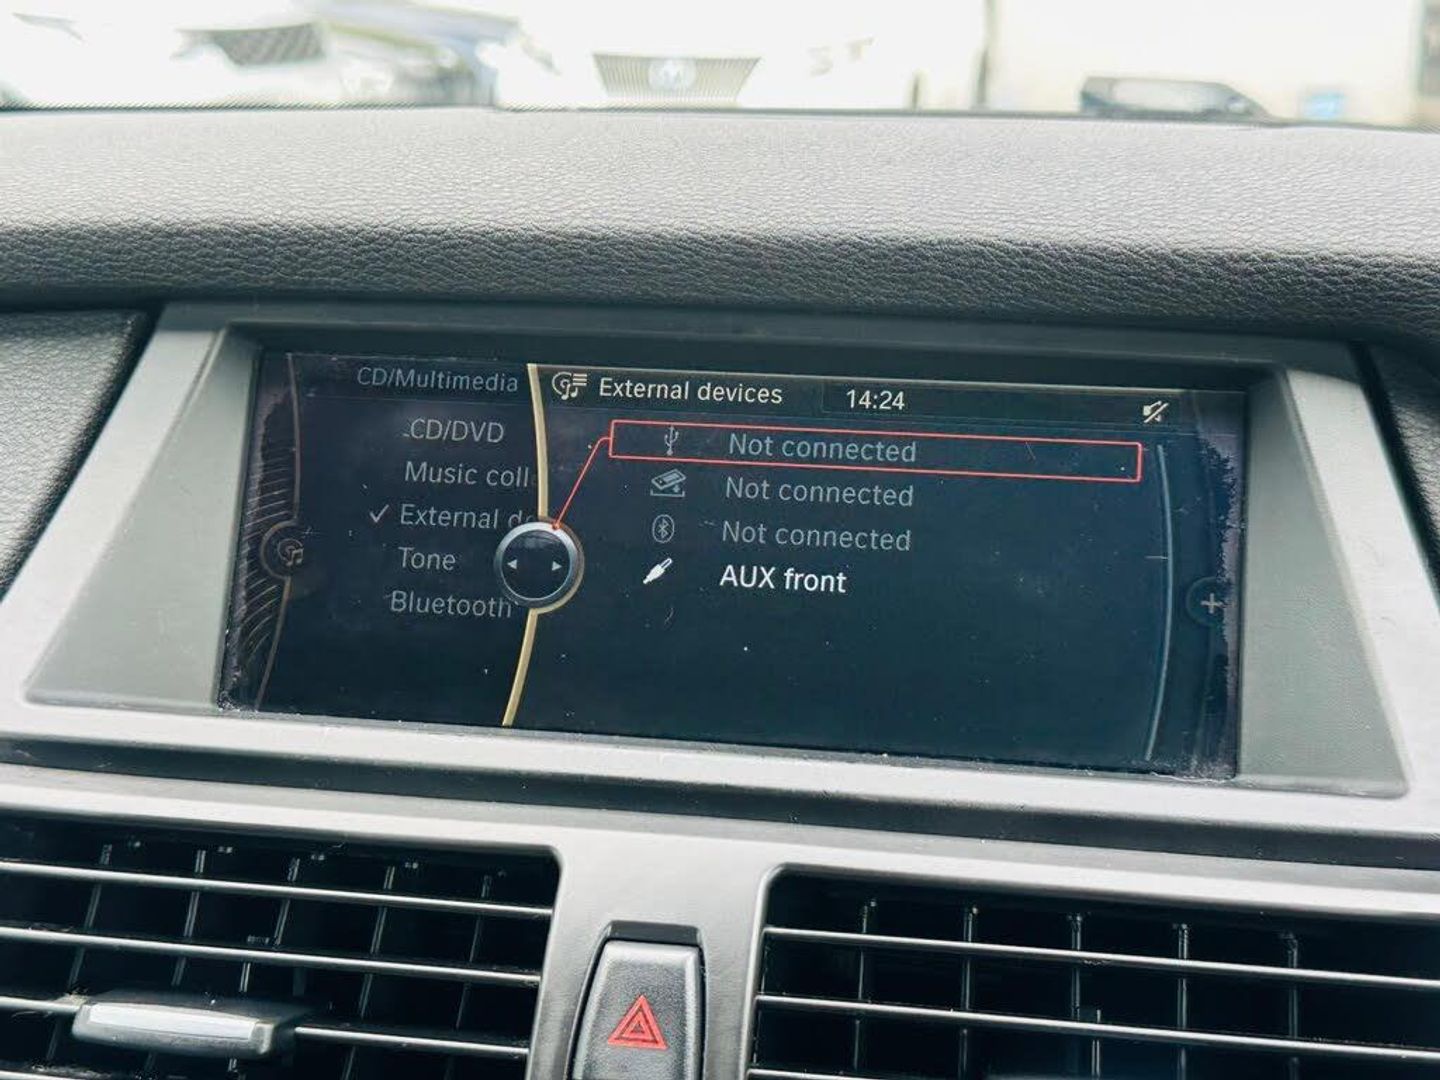 CD/Multimedia
External devices
14:24
CD/DVD
Music coll
✓ External de
Tone
Bluetooth
Not connected
Not connected
Not connected
AUX front
+